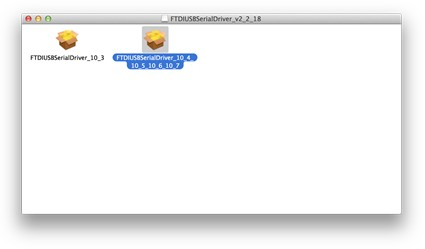 FTDIUSBSerialDriver_v2_2_18
FTDIUSBSerialDriver_10_3
FTDIUSBSerialDriver_10_4_
10_5_10_6_10_7